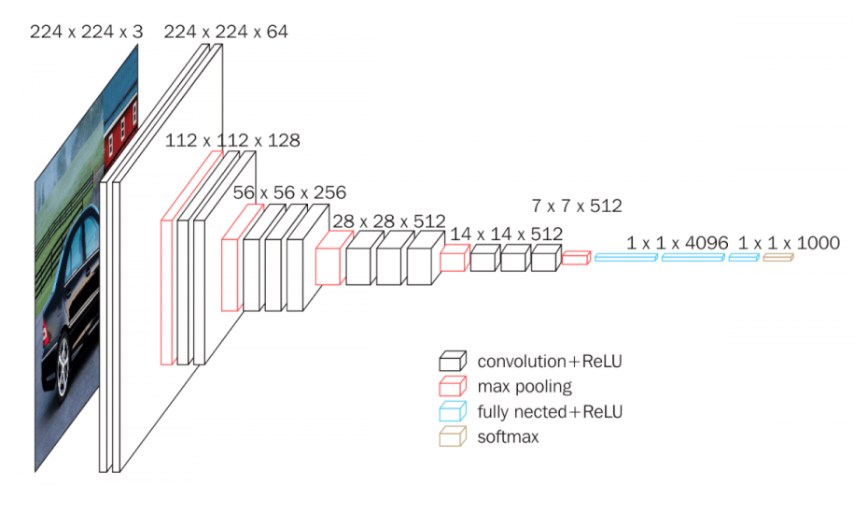 224 x 224 x 3
224 x 224 x 64
112 x 112 x 128
56 x 56 x 256
28 x 28 x 512
14 x 14 x 512
7 x 7 x 512
1 x 1 x 4096
1 x 1 x 1000
convolution+ReLU
max pooling
fully nected+ReLU
softmax